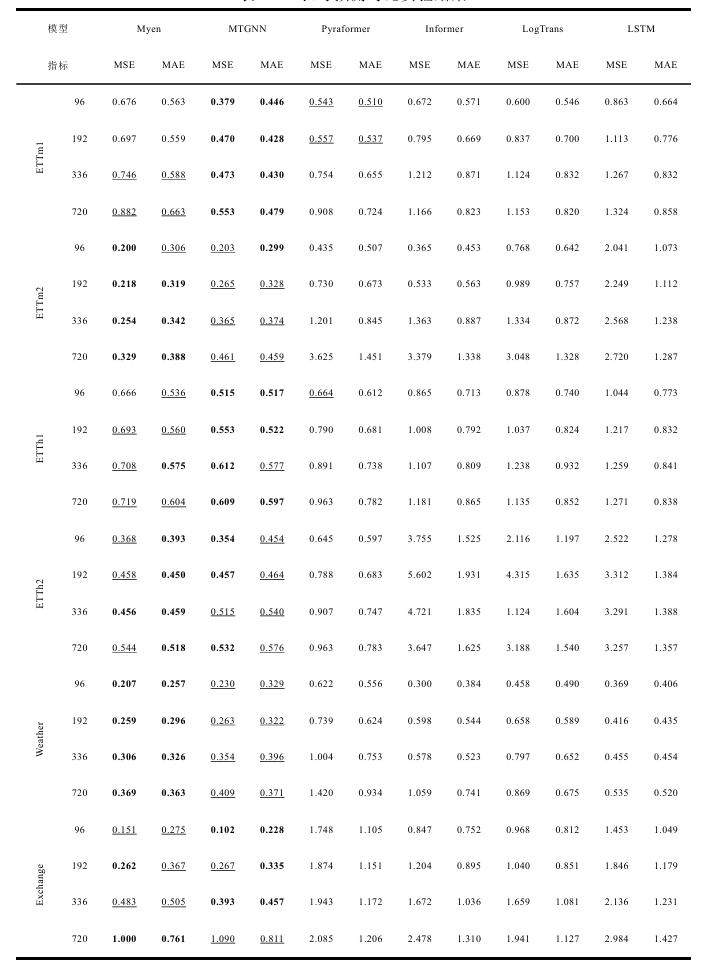 模型 Myen MTGNN Pyraformer Informer LogTrans LSTM
指标 MSE MAE MSE MAE MSE MAE MSE MAE MSE MAE MSE MAE
ETTm1
96 0.676 0.563 0.379 0.446 0.543 0.510 0.672 0.571 0.600 0.546 0.863 0.664
192 0.697 0.559 0.470 0.428 0.557 0.537 0.795 0.669 0.837 0.700 1.113 0.776
336 0.746 0.588 0.473 0.430 0.754 0.655 1.212 0.871 1.124 0.832 1.267 0.832
720 0.882 0.663 0.553 0.479 0.908 0.724 1.166 0.823 1.153 0.820 1.324 0.858
ETTm2
96 0.200 0.306 0.203 0.299 0.435 0.507 0.365 0.453 0.768 0.642 2.041 1.073
192 0.218 0.319 0.265 0.328 0.730 0.673 0.533 0.563 0.989 0.757 2.249 1.112
336 0.254 0.342 0.365 0.374 1.201 0.845 1.363 0.887 1.334 0.872 2.568 1.238
720 0.329 0.388 0.461 0.459 3.625 1.451 3.379 1.338 3.048 1.328 2.720 1.287
ETTh1
96 0.666 0.536 0.515 0.517 0.664 0.612 0.865 0.713 0.878 0.740 1.044 0.773
192 0.693 0.560 0.553 0.522 0.790 0.681 1.008 0.792 1.037 0.824 1.217 0.832
336 0.708 0.575 0.612 0.577 0.891 0.738 1.107 0.809 1.238 0.932 1.259 0.841
720 0.719 0.604 0.609 0.597 0.963 0.782 1.181 0.865 1.135 0.852 1.271 0.838
ETTh2
96 0.368 0.393 0.354 0.454 0.645 0.597 3.755 1.525 2.116 1.197 2.522 1.278
192 0.458 0.450 0.457 0.464 0.788 0.683 5.602 1.931 4.315 1.635 3.312 1.384
336 0.456 0.459 0.515 0.540 0.907 0.747 4.721 1.835 1.124 1.604 3.291 1.388
720 0.544 0.518 0.532 0.576 0.963 0.783 3.647 1.625 3.188 1.540 3.257 1.357
Weather
96 0.207 0.257 0.230 0.329 0.622 0.556 0.300 0.384 0.458 0.490 0.369 0.406
192 0.259 0.296 0.263 0.322 0.739 0.624 0.598 0.544 0.658 0.589 0.416 0.435
336 0.306 0.326 0.354 0.396 1.004 0.753 0.578 0.523 0.797 0.652 0.455 0.454
720 0.369 0.363 0.409 0.371 1.420 0.934 1.059 0.741 0.869 0.675 0.535 0.520
Exchange
96 0.151 0.275 0.102 0.228 1.748 1.105 0.847 0.752 0.968 0.812 1.453 1.049
192 0.262 0.367 0.267 0.335 1.874 1.151 1.204 0.895 1.040 0.851 1.846 1.179
336 0.483 0.505 0.393 0.457 1.943 1.172 1.672 1.036 1.659 1.081 2.136 1.231
720 1.000 0.761 1.090 0.811 2.085 1.206 2.478 1.310 1.941 1.127 2.984 1.427